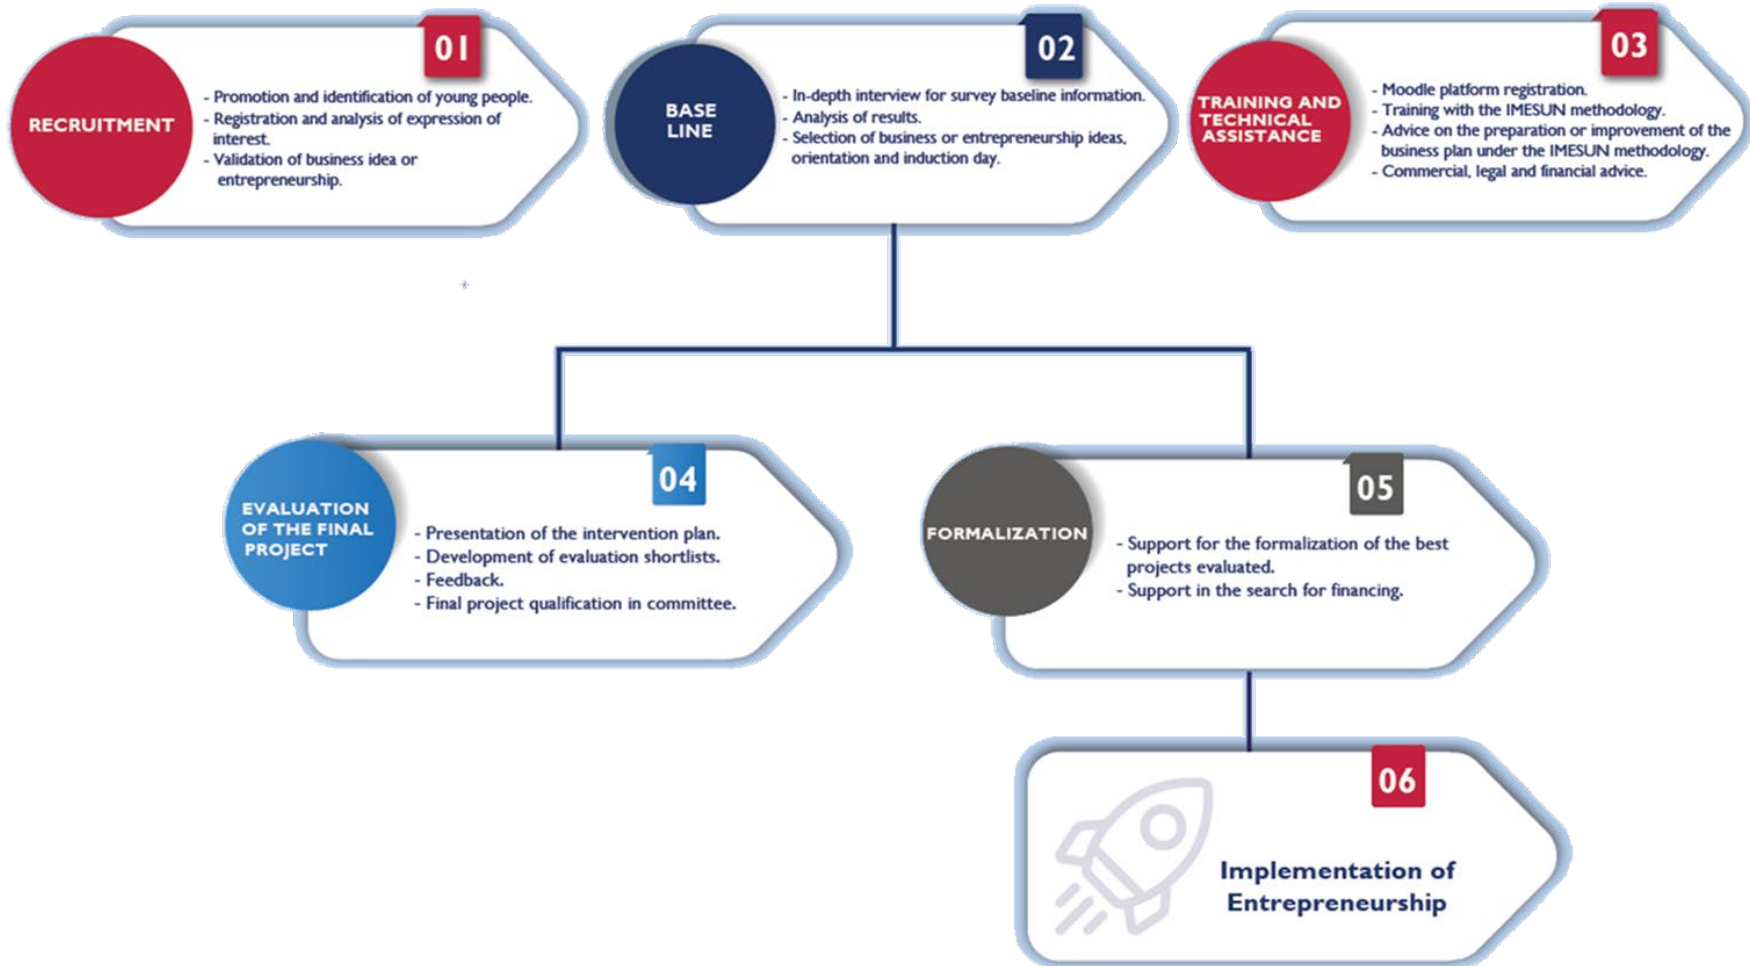 01
RECRUITMENT
- Promotion and identification of young people.
- Registration and analysis of expression of
interest.
- Validation of business idea or
entrepreneurship.
02
BASE
LINE
- In-depth interview for survey baseline information.
- Analysis of results.
- Selection of business or entrepreneurship ideas,
orientation and induction day.
03
TRAINING AND
TECHNICAL
ASSISTANCE
- Moodle platform registration.
- Training with the IMESUN methodology.
- Advice on the preparation or improvement of the
business plan under the IMESUN methodology.
- Commercial, legal and financial advice.
04
EVALUATION
OF THE FINAL
PROJECT
- Presentation of the intervention plan.
- Development of evaluation shortlists.
- Feedback.
- Final project qualification in committee.
05
FORMALIZATION
- Support for the formalization of the best
projects evaluated.
- Support in the search for financing.
06
Implementation of
Entrepreneurship